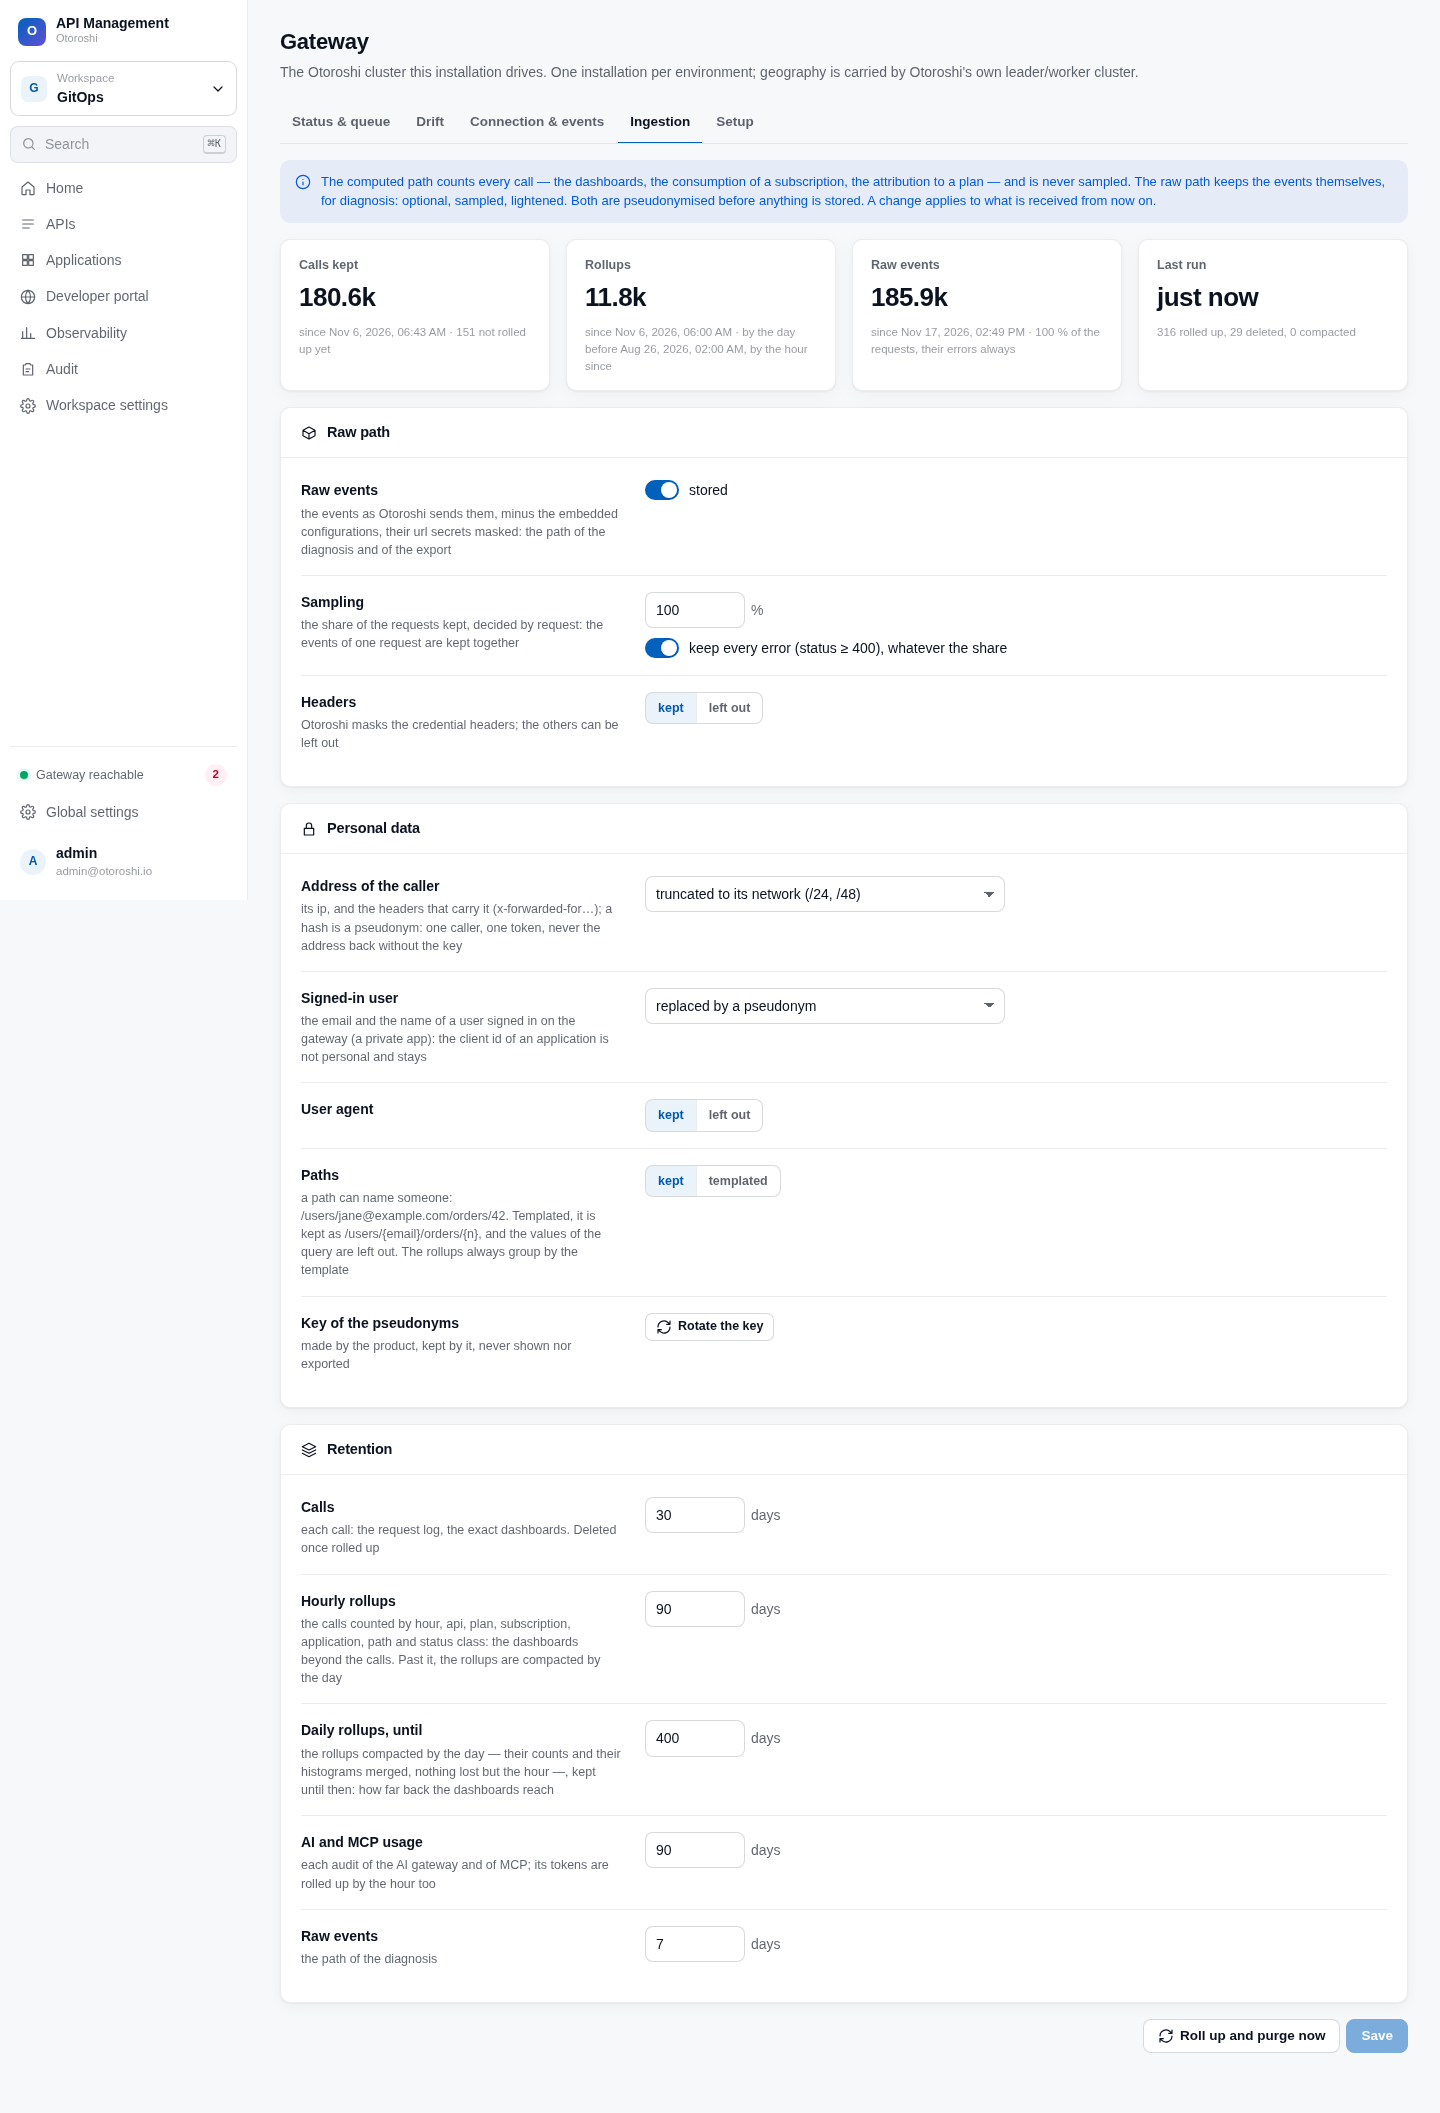 O
API Management
Otoroshi
G
Workspace
GitOps
Search
⌘K
Home
APIs
Applications
Developer portal
Observability
Audit
Workspace settings
Gateway reachable
2
Global settings
A
admin
admin@otoroshi.io
Gateway
The Otoroshi cluster this installation drives. One installation per environment; geography is carried by Otoroshi's own leader/worker cluster.
Status & queue
Drift
Connection & events
Ingestion
Setup
The computed path counts every call — the dashboards, the consumption of a subscription, the attribution to a plan — and is never sampled. The raw path keeps the events themselves,
for diagnosis: optional, sampled, lightened. Both are pseudonymised before anything is stored. A change applies to what is received from now on.
Calls kept
180.6k
since Nov 6, 2026, 06:43 AM · 151 not rolled
up yet
Rollups
11.8k
since Nov 6, 2026, 06:00 AM · by the day
before Aug 26, 2026, 02:00 AM, by the hour
since
Raw events
185.9k
since Nov 17, 2026, 02:49 PM · 100 % of the
requests, their errors always
Last run
just now
316 rolled up, 29 deleted, 0 compacted
Raw path
Raw events
the events as Otoroshi sends them, minus the embedded
configurations, their url secrets masked: the path of the
diagnosis and of the export
stored
Sampling
the share of the requests kept, decided by request: the
events of one request are kept together
100
%
keep every error (status ≥ 400), whatever the share
Headers
Otoroshi masks the credential headers; the others can be
left out
kept
left out
Personal data
Address of the caller
its ip, and the headers that carry it (x-forwarded-for…); a
hash is a pseudonym: one caller, one token, never the
address back without the key
truncated to its network (/24, /48)
Signed-in user
the email and the name of a user signed in on the
gateway (a private app): the client id of an application is
not personal and stays
replaced by a pseudonym
User agent
kept
left out
Paths
a path can name someone:
/users/jane@example.com/orders/42. Templated, it is
kept as /users/{email}/orders/{n}, and the values of the
query are left out. The rollups always group by the
template
kept
templated
Key of the pseudonyms
made by the product, kept by it, never shown nor
exported
Rotate the key
Retention
Calls
each call: the request log, the exact dashboards. Deleted
once rolled up
30
days
Hourly rollups
the calls counted by hour, api, plan, subscription,
application, path and status class: the dashboards
beyond the calls. Past it, the rollups are compacted by
the day
90
days
Daily rollups, until
the rollups compacted by the day — their counts and their
histograms merged, nothing lost but the hour —, kept
until then: how far back the dashboards reach
400
days
AI and MCP usage
each audit of the AI gateway and of MCP; its tokens are
rolled up by the hour too
90
days
Raw events
the path of the diagnosis
7
days
Roll up and purge now
Save